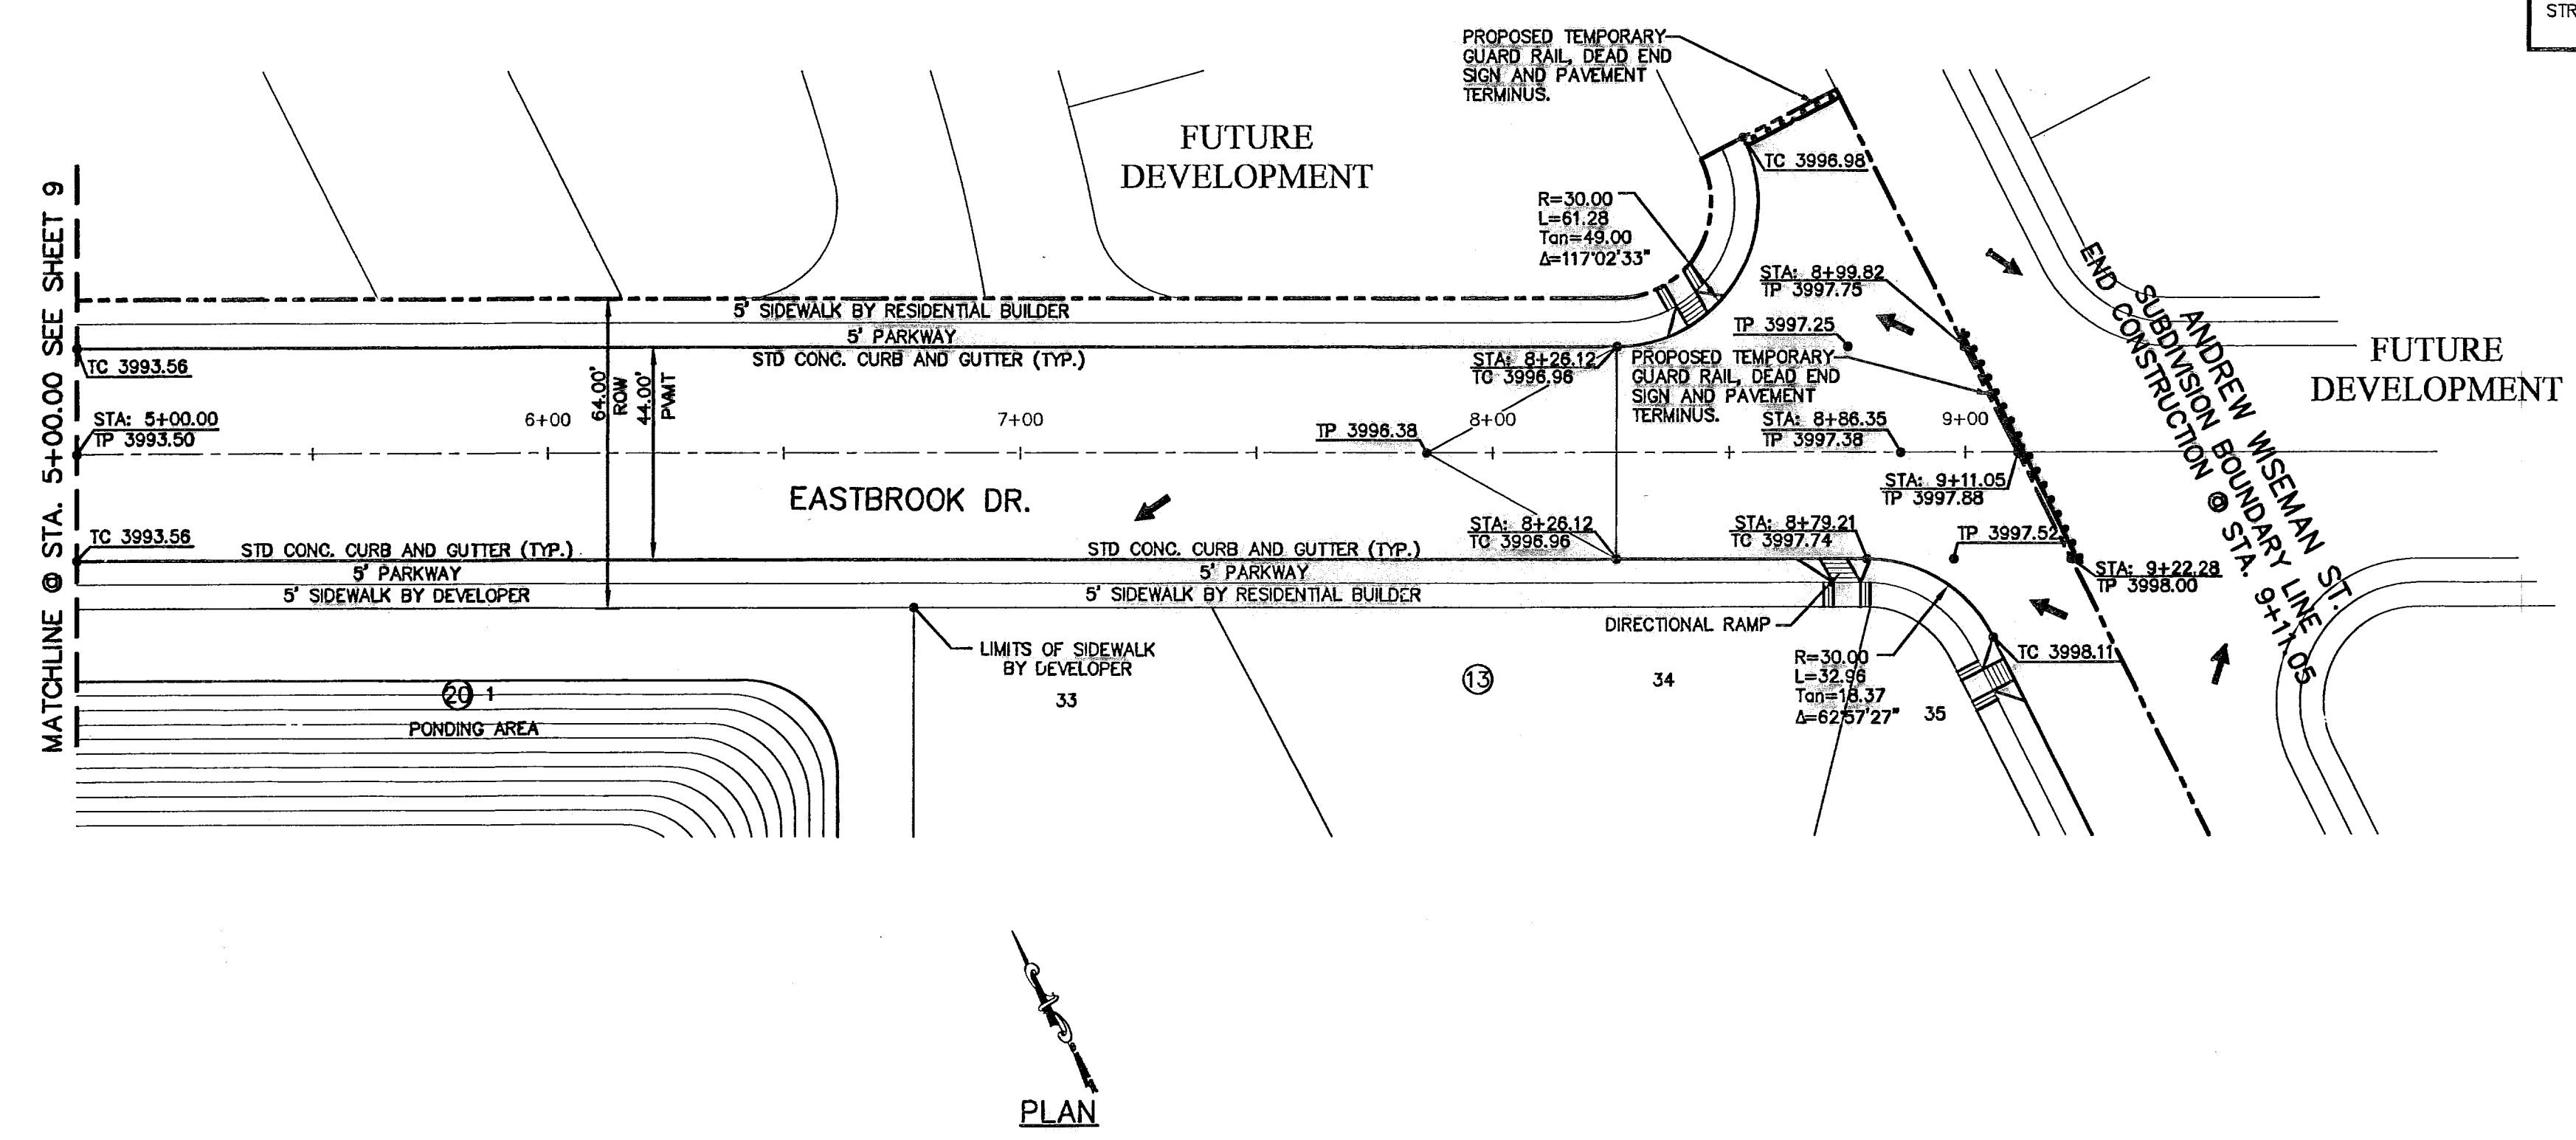 STR
PROPOSED TEMPORARY
GUARD RAIL, DEAD END
SIGN AND PAVEMENT
TERMINUS.
FUTURE
DEVELOPMENT
TC 3996.98
MATCHLINE @ STA. 5+00.00 SEE SHEET 9
R=30.00
L=61.28
Tan=49.00
Δ=117°02'33"
STA: 8+99.82
TP 3997.75
TP 3997.25
5' SIDEWALK BY RESIDENTIAL BUILDER
5' PARKWAY
STD CONC. CURB AND GUTTER (TYP.)
TC 3993.56
STA: 8+26.12
TC 3996.96
PROPOSED TEMPORARY
GUARD RAIL, DEAD END
SIGN AND PAVEMENT
TERMINUS.
64.00'
ROW
44.00'
PVMT
STA: 5+00.00
TP 3993.50
6+00
7+00
8+00
9+00
TP 3996.38
STA: 8+86.35
TP 3997.38
STA: 9+11.05
TP 3997.88
EASTBROOK DR.
ANDREW WISEMAN ST.
SUBDIVISION BOUNDARY LINE
END CONSTRUCTION @ STA. 9+11.05
FUTURE
DEVELOPMENT
TC 3993.56
STA: 8+26.12
TC 3996.96
STA: 8+79.21
TC 3997.74
TP 3997.52
STA: 9+22.28
TP 3998.00
STD CONC. CURB AND GUTTER (TYP.)
5' PARKWAY
5' SIDEWALK BY DEVELOPER
STD CONC. CURB AND GUTTER (TYP.)
5' PARKWAY
5' SIDEWALK BY RESIDENTIAL BUILDER
DIRECTIONAL RAMP
LIMITS OF SIDEWALK
BY DEVELOPER
TC 3998.11
R=30.00
L=32.96
Tan=18.37
Δ=62°57'27"
20 1
PONDING AREA
33
13
34
35
PLAN